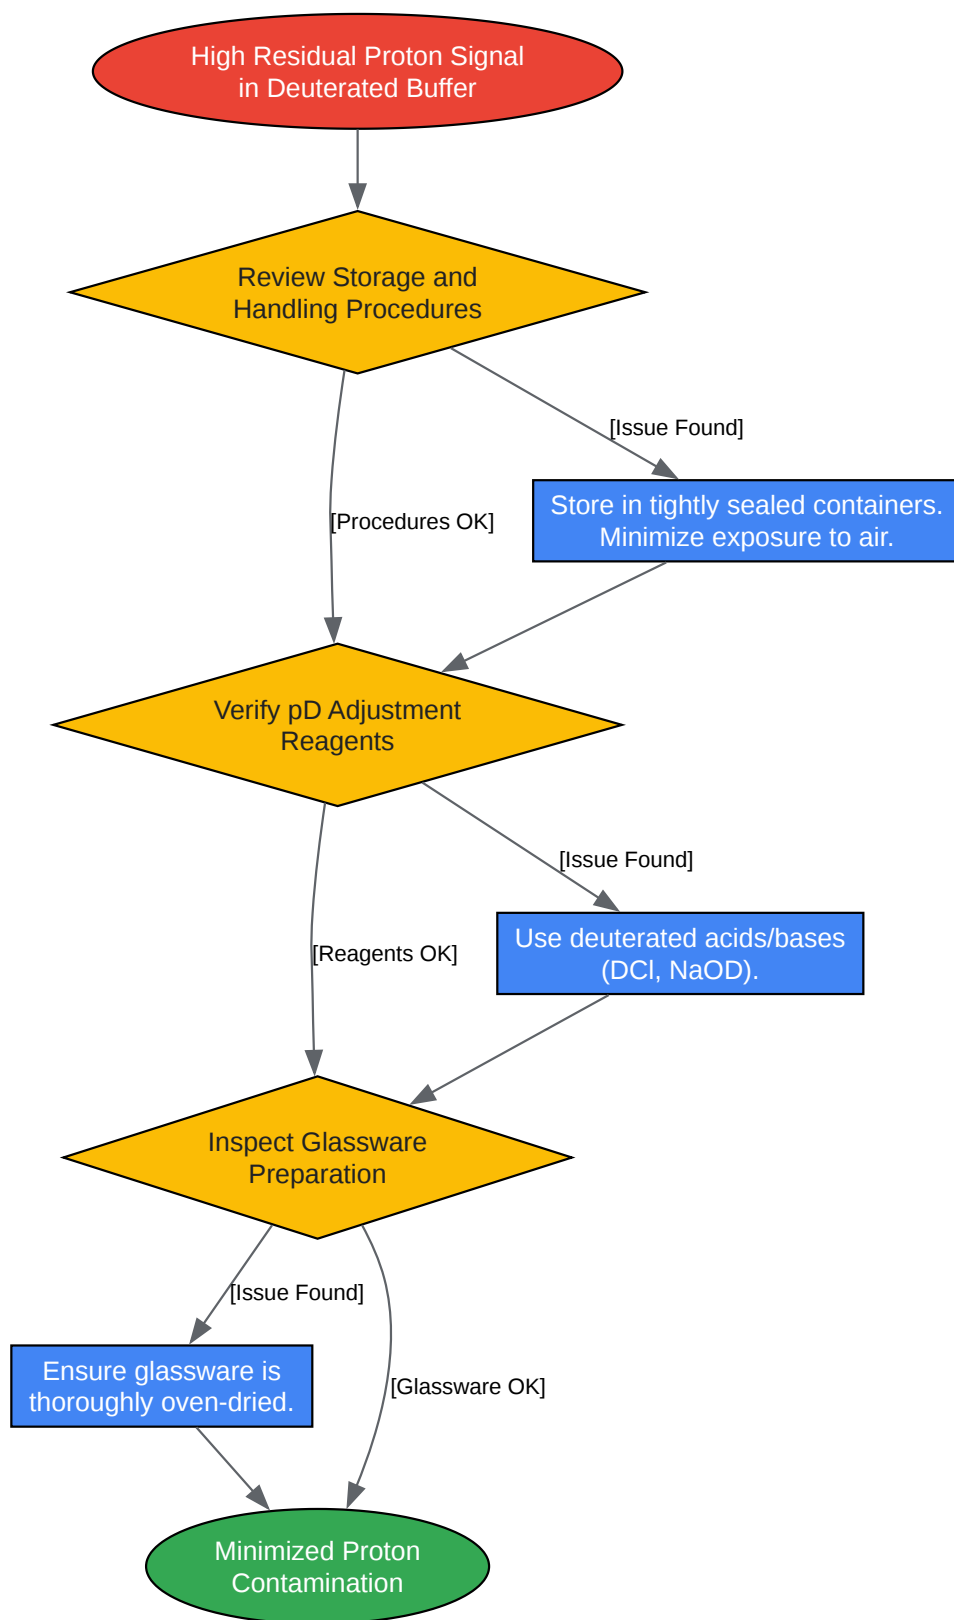 High Residual Proton Signal
in Deuterated Buffer
Review Storage and
Handling Procedures
[Issue Found]
Store in tightly sealed containers.
Minimize exposure to air.
[Procedures OK]
Verify pD Adjustment
Reagents
[Issue Found]
Use deuterated acids/bases
(DCl, NaOD).
[Reagents OK]
Inspect Glassware
Preparation
[Issue Found]
Ensure glassware is
thoroughly oven-dried.
[Glassware OK]
Minimized Proton
Contamination